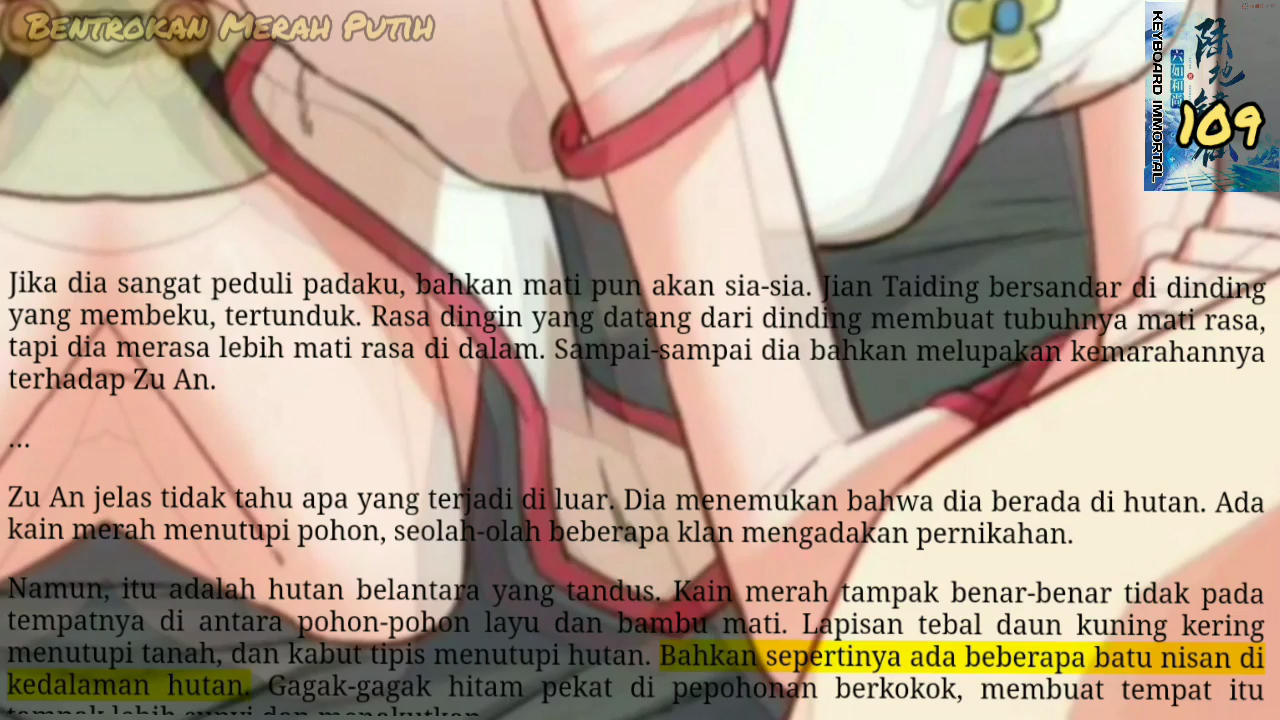 Bentrokan Merah Putih
KEYBOARD IMMORTAL
六如和尚
109
Jika dia sangat peduli padaku, bahkan mati pun akan sia-sia. Jian Taiding bersandar di dinding
yang membeku, tertunduk. Rasa dingin yang datang dari dinding membuat tubuhnya mati rasa,
tapi dia merasa lebih mati rasa di dalam. Sampai-sampai dia bahkan melupakan kemarahannya
terhadap Zu An.
...
Zu An jelas tidak tahu apa yang terjadi di luar. Dia menemukan bahwa dia berada di hutan. Ada
kain merah menutupi pohon, seolah-olah beberapa klan mengadakan pernikahan.
Namun, itu adalah hutan belantara yang tandus. Kain merah tampak benar-benar tidak pada
tempatnya di antara pohon-pohon layu dan bambu mati. Lapisan tebal daun kuning kering
menutupi tanah, dan kabut tipis menutupi hutan. Bahkan sepertinya ada beberapa batu nisan di
kedalaman hutan. Gagak-gagak hitam pekat di pepohonan berkokok, membuat tempat itu